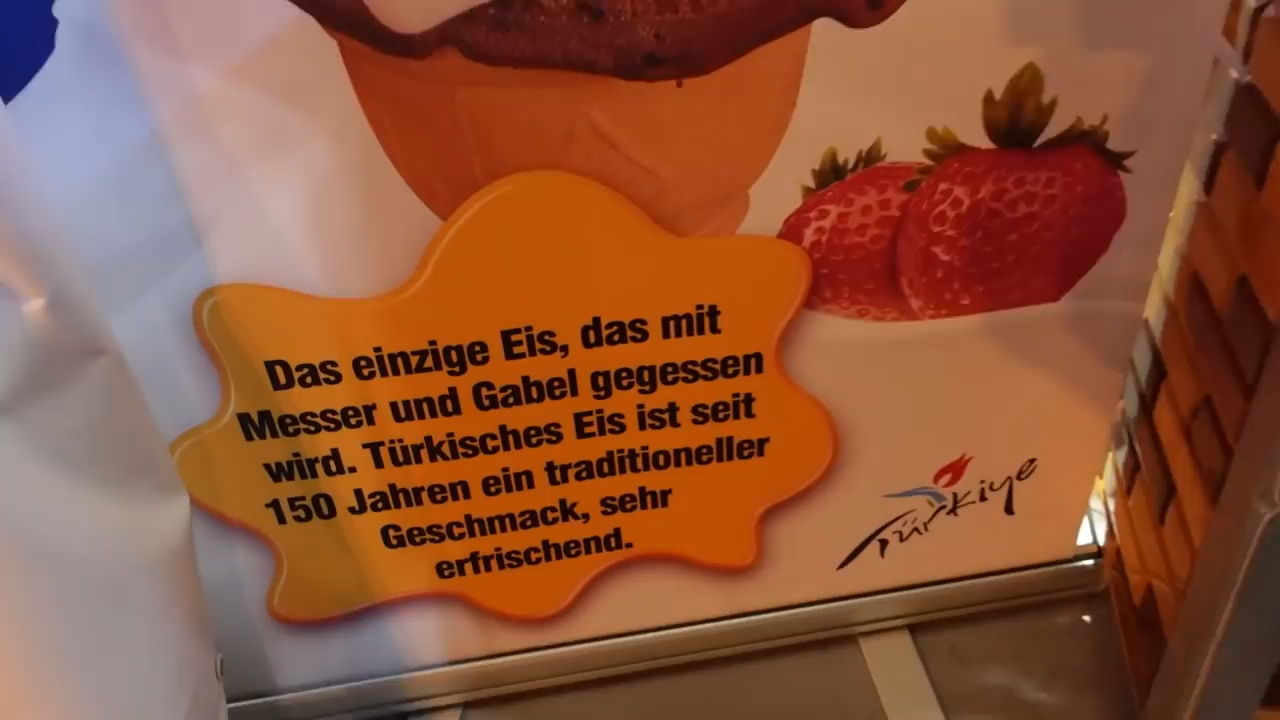 Das einzige Eis, das mit
Messer und Gabel gegessen
wird. Türkisches Eis ist seit
150 Jahren ein traditioneller
Geschmack, sehr
erfrischend.
Türkiye